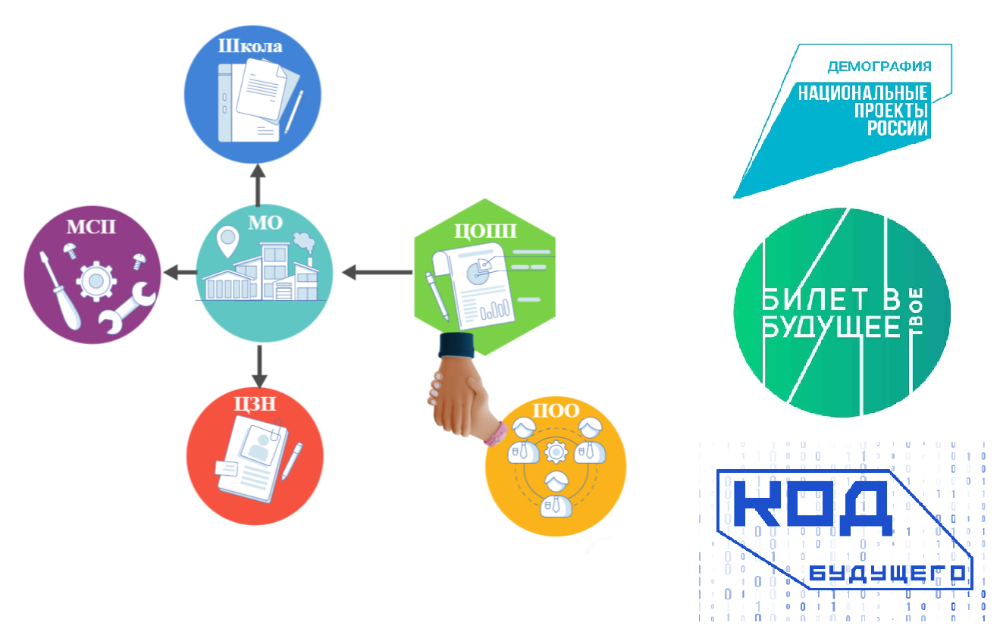 Школа
МСП
МО
ЦОПП
ЦЗН
ПОО
ДЕМОГРАФИЯ
НАЦИОНАЛЬНЫЕ
ПРОЕКТЫ
РОССИИ
БИЛЕТ В
БУДУЩЕЕ
ТВОЕ
КОД
БУДУЩЕГО